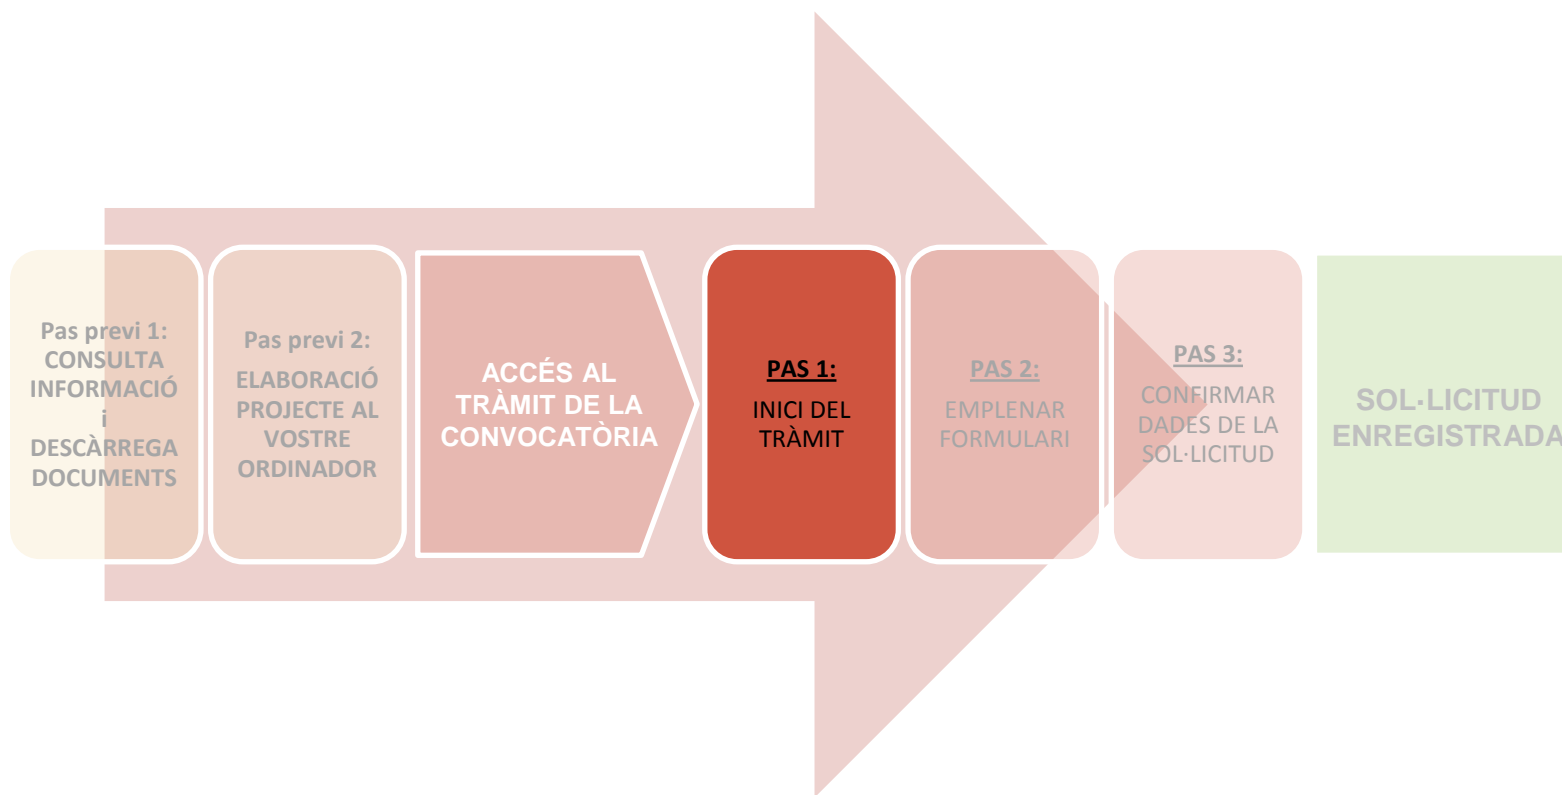 Pas previ 1:
CONSULTA
INFORMACIÓ
i
DESCÀRREGA
DOCUMENTS
Pas previ 2:
ELABORACIÓ
PROJECTE AL
VOSTRE
ORDINADOR
ACCÉS AL
TRÀMIT DE LA
CONVOCATÒRIA
PAS 1:
INICI DEL
TRÀMIT
PAS 2:
EMPLENAR
FORMULARI
PAS 3:
CONFIRMAR
DADES DE LA
SOL·LICITUD
SOL·LICITUD
ENREGISTRADA